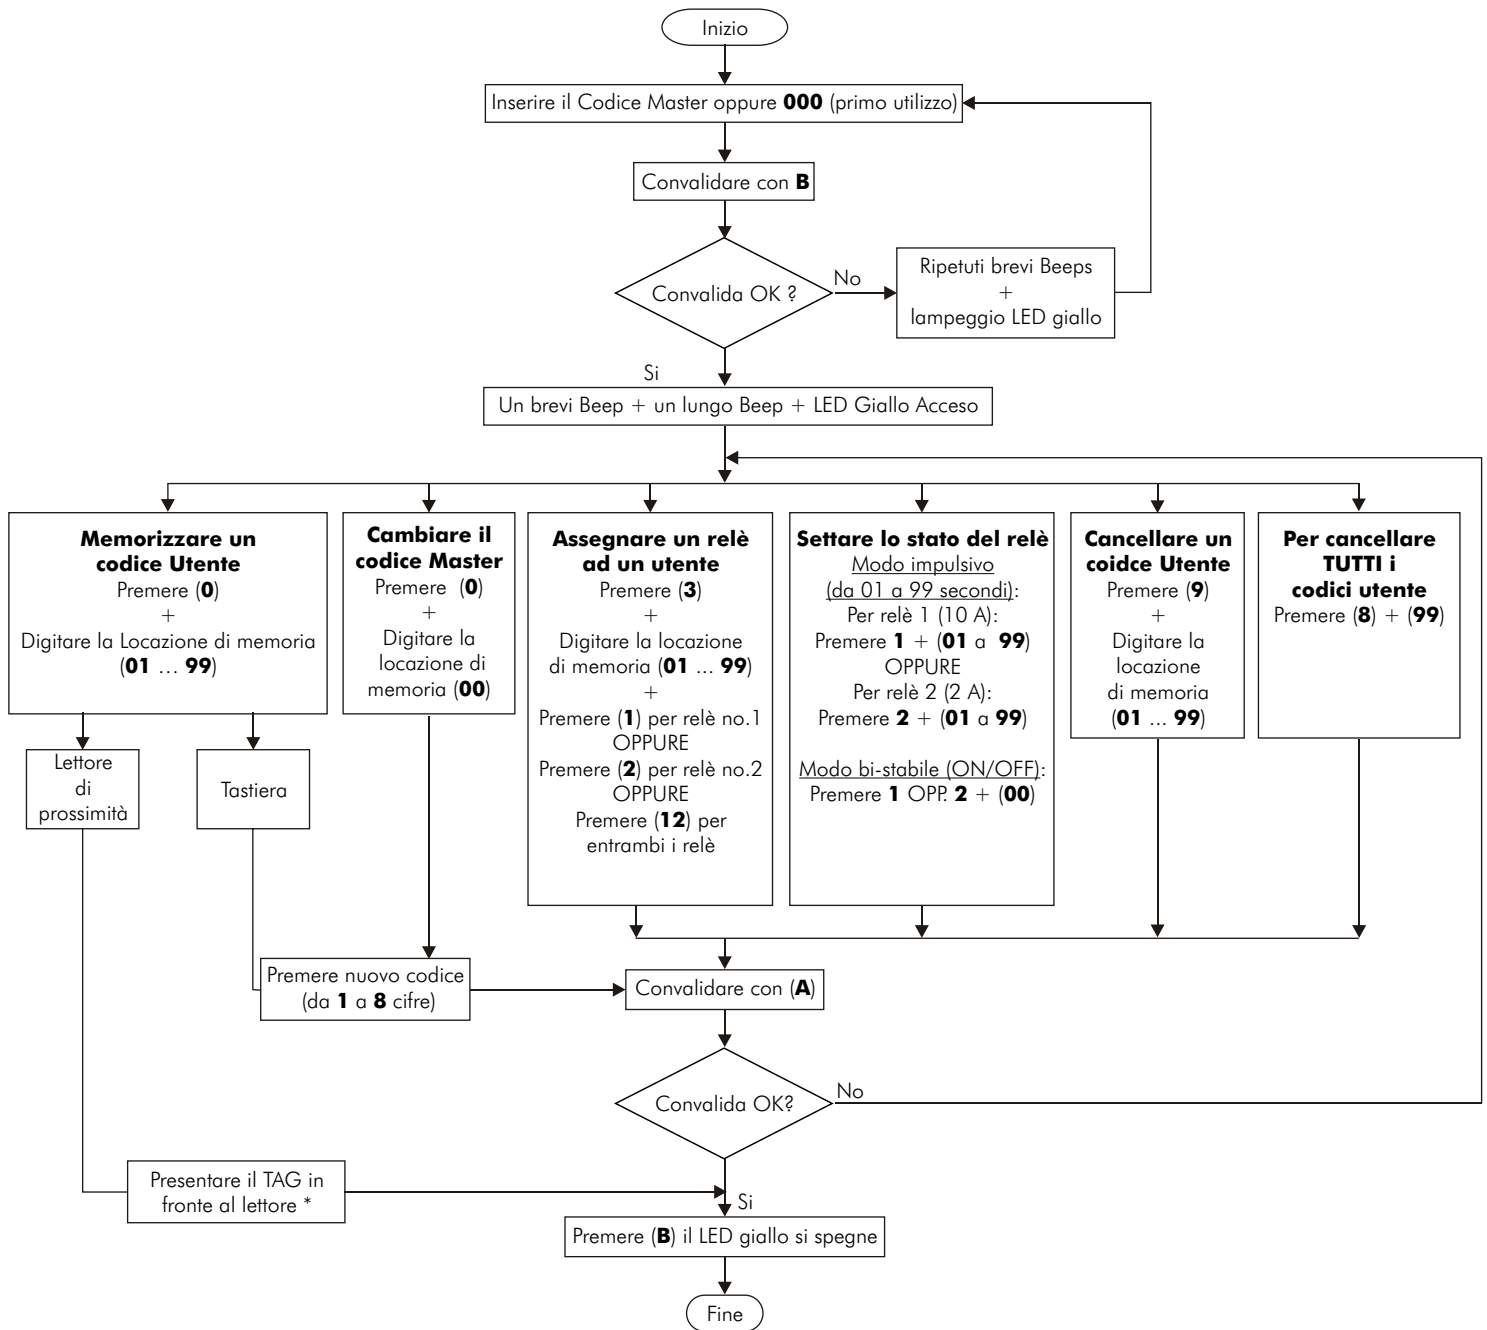 Inizio
Inserire il Codice Master oppure 000 (primo utilizzo)
Convalidare con B
Convalida OK ?
No
Ripetuti brevi Beeps
+
lampeggio LED giallo
Si
Un brevi Beep + un lungo Beep + LED Giallo Acceso
Memorizzare un
codice Utente
Premere (0)
+
Digitare la Locazione di memoria
(01 ... 99)
Cambiare il
codice Master
Premere (0)
+
Digitare la
locazione di
memoria (00)
Assegnare un relè
ad un utente
Premere (3)
+
Digitare la locazione
di memoria (01 ... 99)
+
Premere (1) per relè no.1
OPPURE
Premere (2) per relè no.2
OPPURE
Premere (12) per
entrambi i relè
Settare lo stato del relè
Modo impulsivo
(da 01 a 99 secondi):
Per relè 1 (10 A):
Premere 1 + (01 a 99)
OPPURE
Per relè 2 (2 A):
Premere 2 + (01 a 99)
Modo bi-stabile (ON/OFF):
Premere 1 OPP. 2 + (00)
Cancellare un
coidce Utente
Premere (9)
+
Digitare la
locazione
di memoria
(01 ... 99)
Per cancellare
TUTTI i
codici utente
Premere (8) + (99)
Lettore
di
prossimità
Tastiera
Premere nuovo codice
(da 1 a 8 cifre)
Convalidare con (A)
Convalida OK?
No
Presentare il TAG in
fronte al lettore *
Si
Premere (B) il LED giallo si spegne
Fine